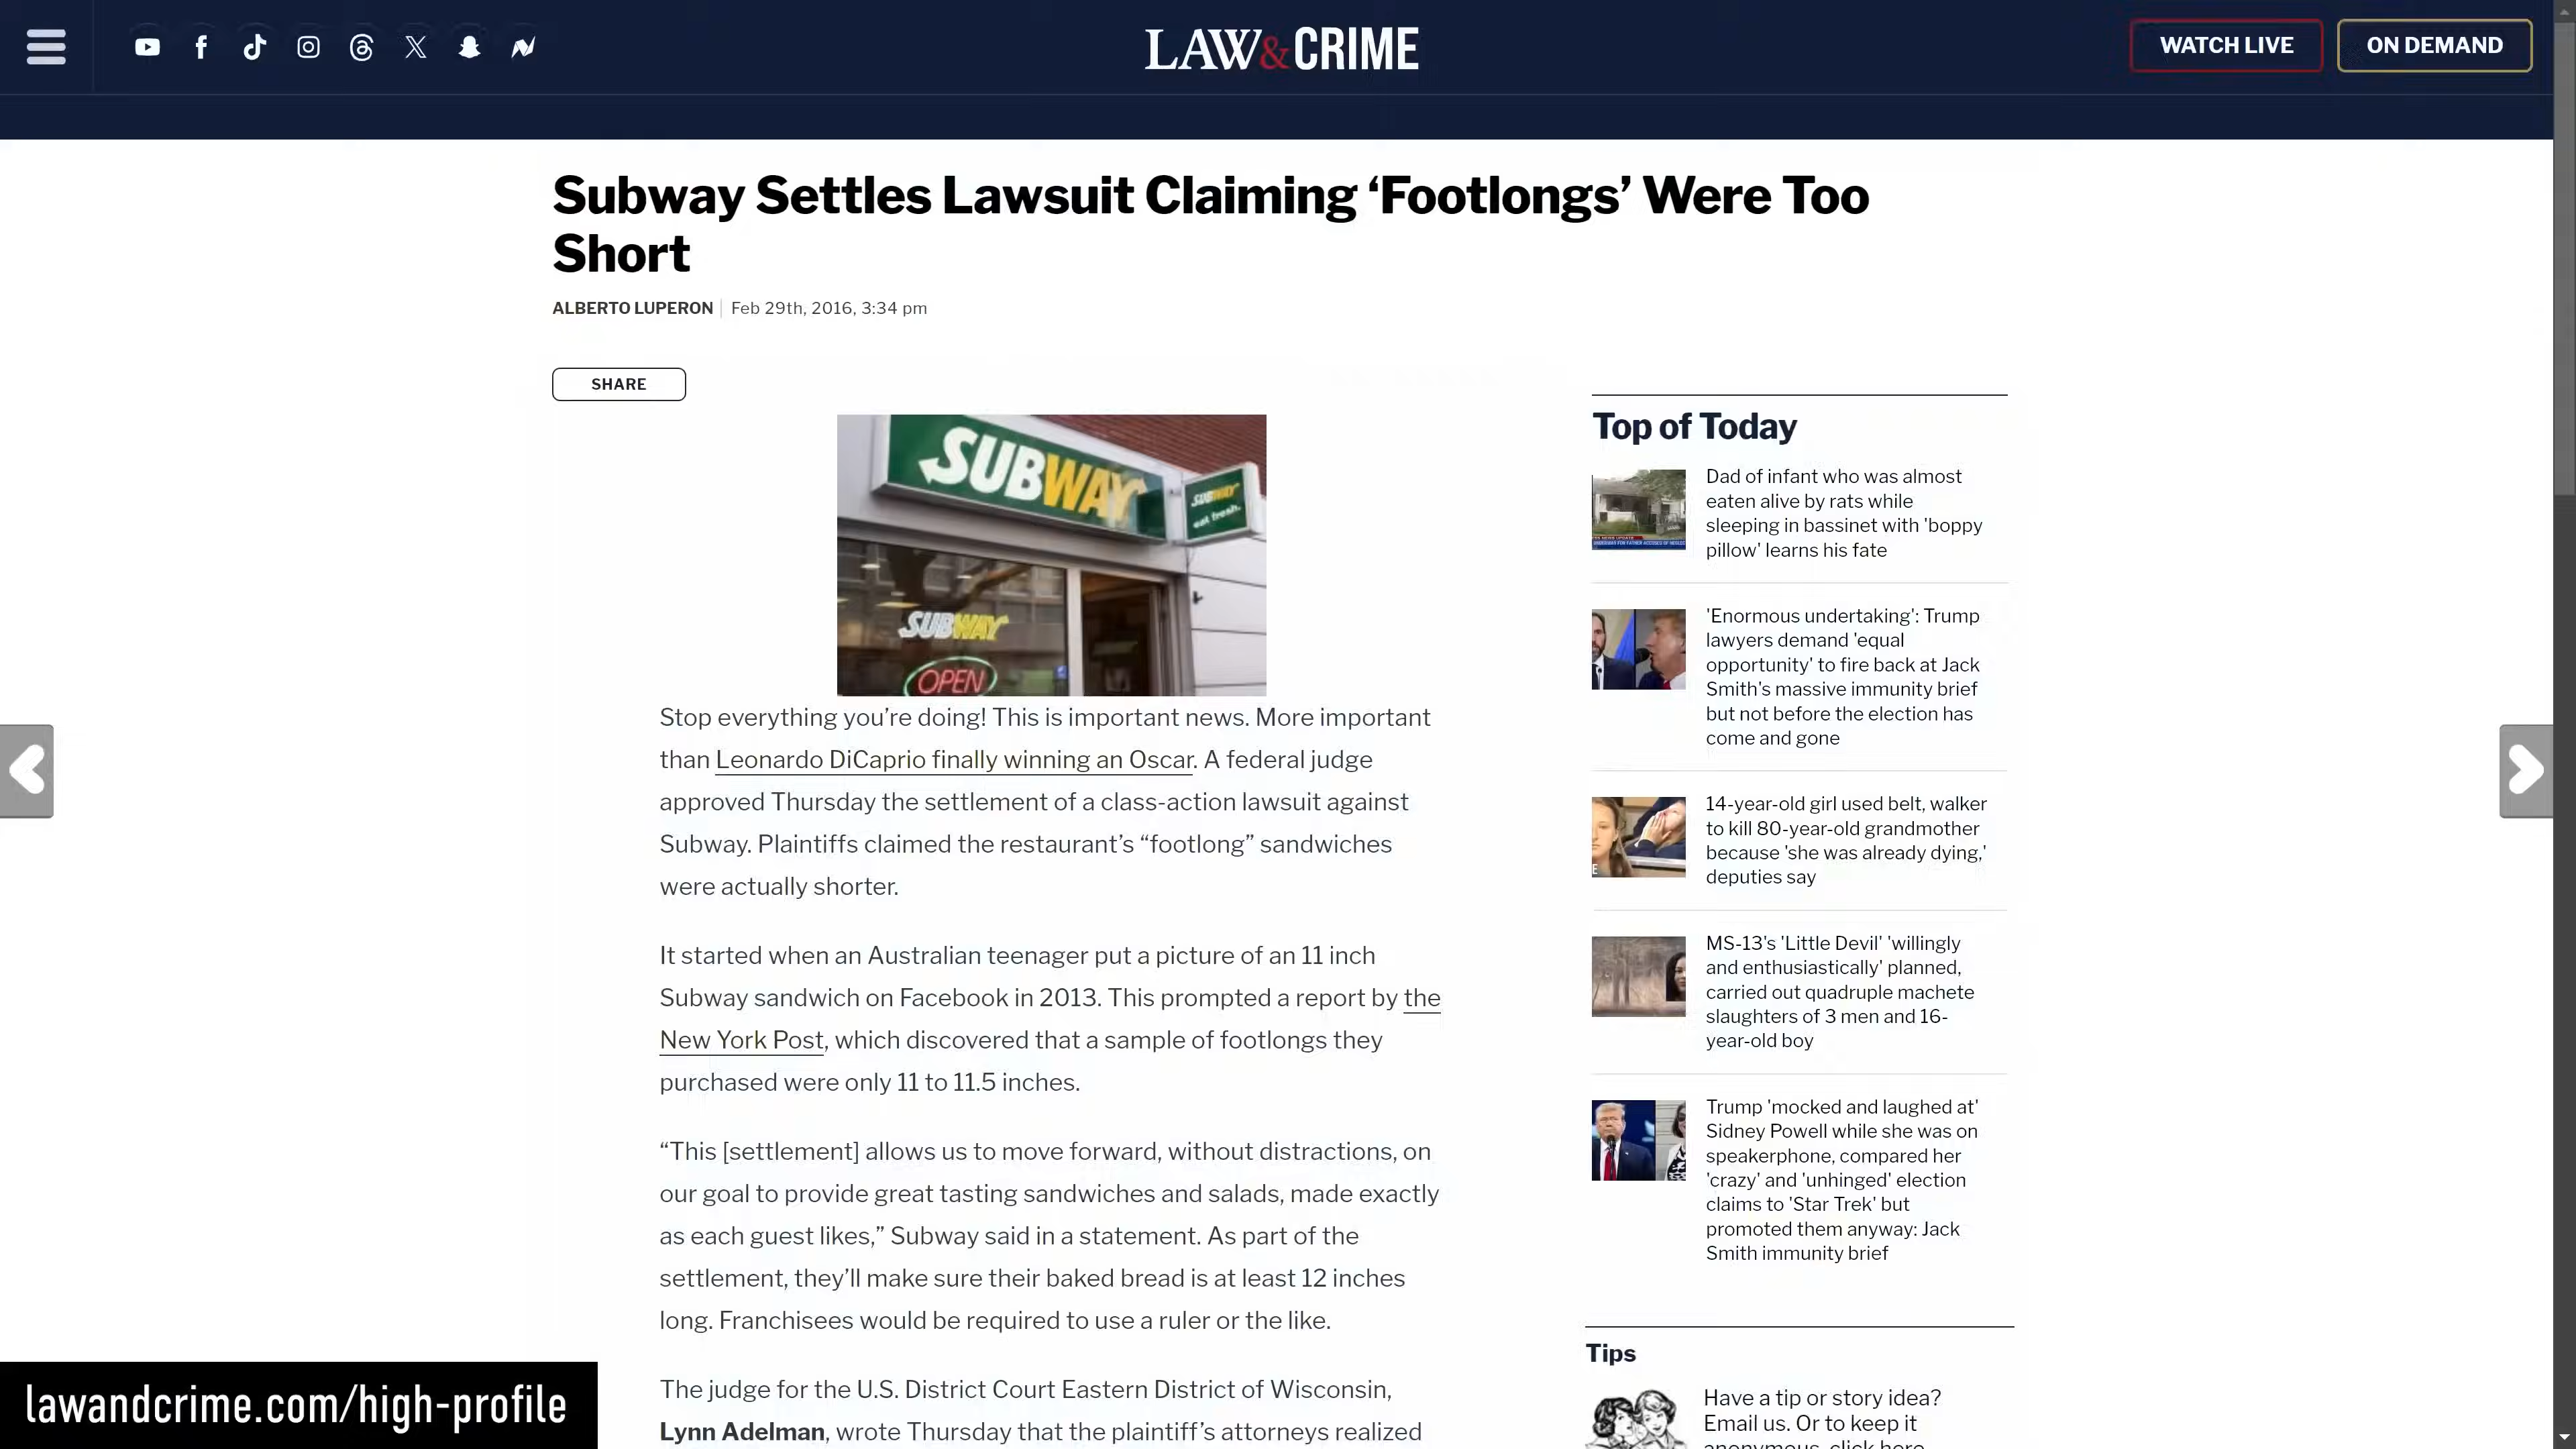 LAW&CRIME
WATCH LIVE
ON DEMAND
Subway Settles Lawsuit Claiming ‘Footlongs’ Were Too
Short
ALBERTO LUPERON
Feb 29th, 2016, 3:34 pm
SHARE
SUBWAY
SUBWAY
eat fresh.
SUBWAY
OPEN
Stop everything you’re doing! This is important news. More important
than Leonardo DiCaprio finally winning an Oscar. A federal judge
approved Thursday the settlement of a class-action lawsuit against
Subway. Plaintiffs claimed the restaurant’s “footlong” sandwiches
were actually shorter.
It started when an Australian teenager put a picture of an 11 inch
Subway sandwich on Facebook in 2013. This prompted a report by the
New York Post, which discovered that a sample of footlongs they
purchased were only 11 to 11.5 inches.
“This [settlement] allows us to move forward, without distractions, on
our goal to provide great tasting sandwiches and salads, made exactly
as each guest likes,” Subway said in a statement. As part of the
settlement, they’ll make sure their baked bread is at least 12 inches
long. Franchisees would be required to use a ruler or the like.
The judge for the U.S. District Court Eastern District of Wisconsin,
Lynn Adelman, wrote Thursday that the plaintiff’s attorneys realized
Top of Today
Dad of infant who was almost
eaten alive by rats while
sleeping in bassinet with 'boppy
pillow' learns his fate
'Enormous undertaking': Trump
lawyers demand 'equal
opportunity' to fire back at Jack
Smith's massive immunity brief
but not before the election has
come and gone
14-year-old girl used belt, walker
to kill 80-year-old grandmother
because 'she was already dying,'
deputies say
MS-13's 'Little Devil' 'willingly
and enthusiastically' planned,
carried out quadruple machete
slaughters of 3 men and 16-
year-old boy
Trump 'mocked and laughed at'
Sidney Powell while she was on
speakerphone, compared her
'crazy' and 'unhinged' election
claims to 'Star Trek' but
promoted them anyway: Jack
Smith immunity brief
Tips
Have a tip or story idea?
Email us. Or to keep it
anonymous, click here
lawandcrime.com/high-profile